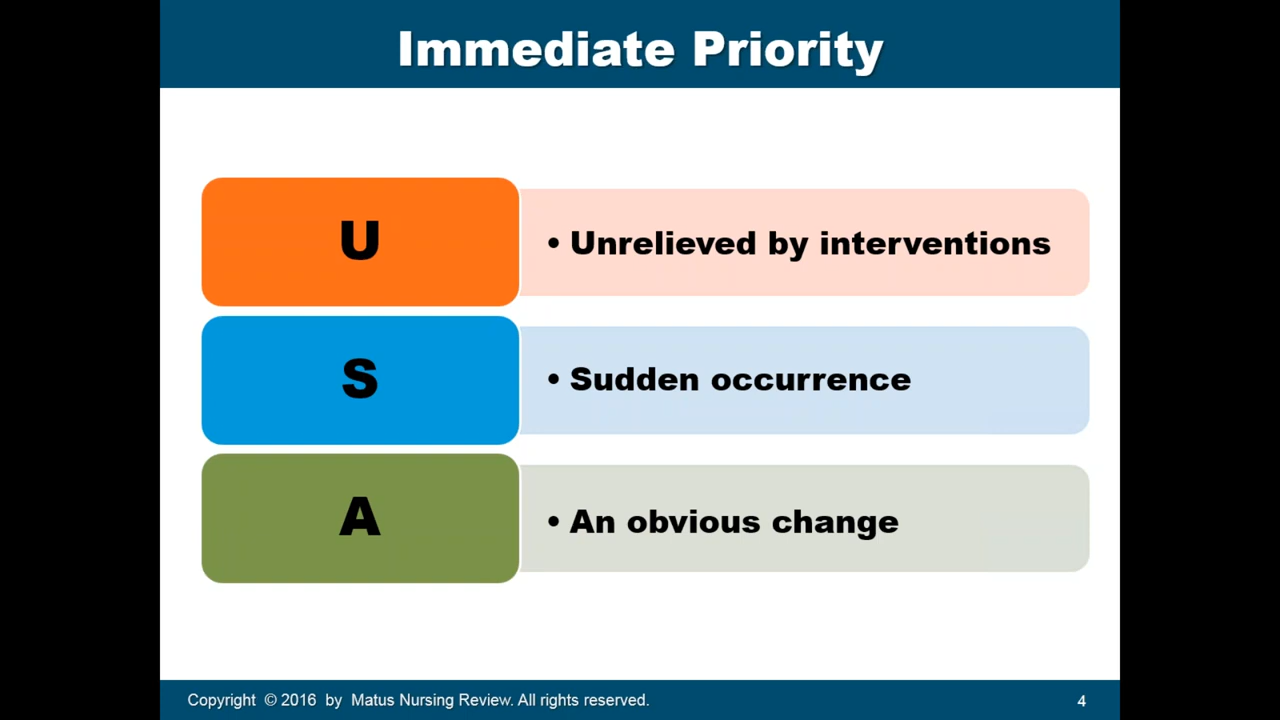 Immediate Priority
U
• Unrelieved by interventions
S
• Sudden occurrence
A
• An obvious change
Copyright © 2016 by Matus Nursing Review. All rights reserved.
4